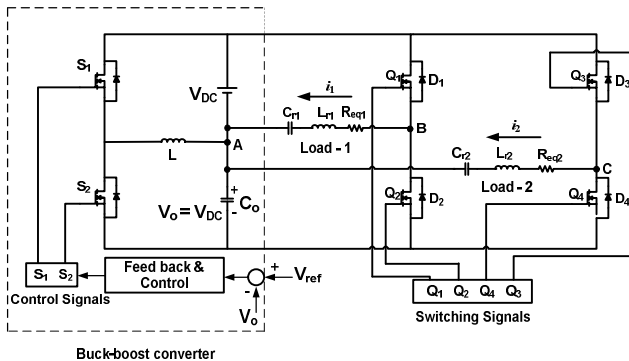 S1
Q1
D1
Q3
D3
VDC
i1
Cr1 Lr1 Req1
B
A
L
Load - 1
i2
Cr2 Lr2 Req2
C
Load - 2
S2
+
-
Co
Vo = VDC
Q2
D2
Q4
D4
S1 S2
Feed back &
Control
+
-
Vref
Vo
Control Signals
Q1 Q2 Q4 Q3
Switching Signals
Buck-boost converter